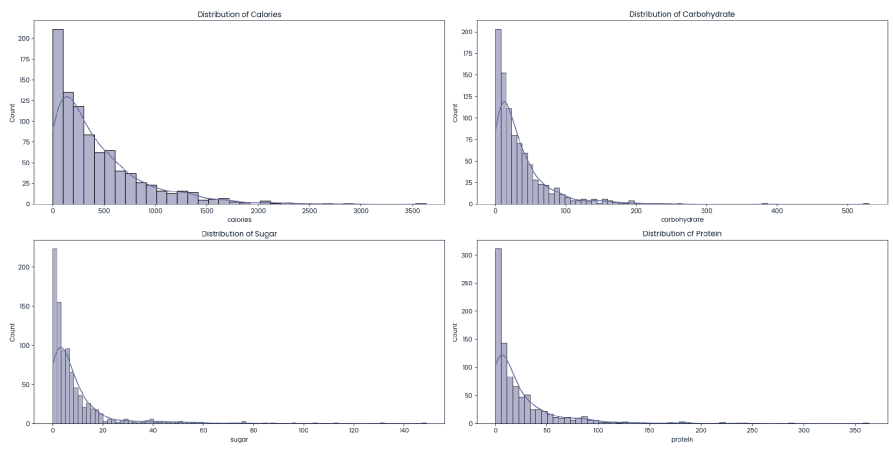 Distribution of Calories
200
175
150
125
100
75
50
25
0
Count
0 500 1000 1500 2000 2500 3000 3500
calories
Distribution of Carbohydrate
200
175
150
125
100
75
50
25
0
Count
0 100 200 300 400 500
carbohydrate
Distribution of Sugar
200
150
100
50
0
Count
0 20 40 60 80 100 120 140
sugar
Distribution of Protein
300
250
200
150
100
50
0
Count
0 50 100 150 200 250 300 350
protein